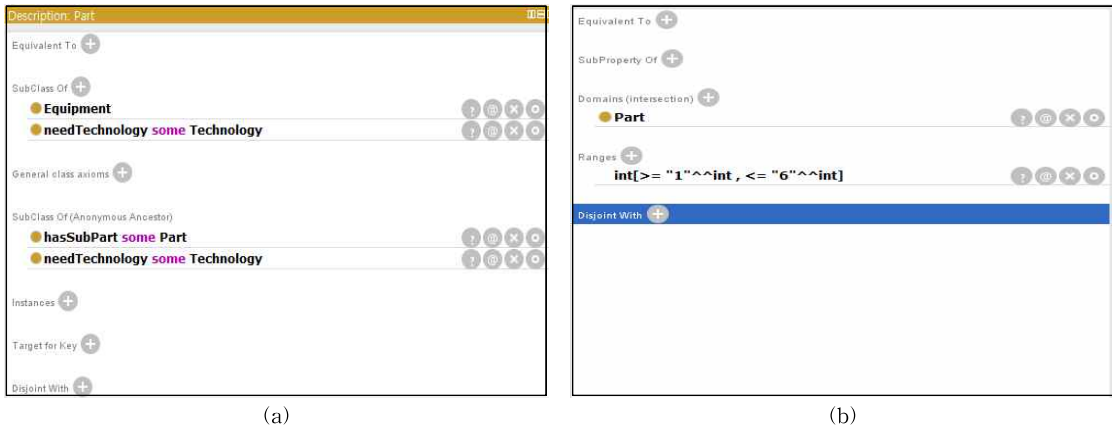 Description: Part
Equivalent To
SubClass Of
Equipment
needTechnology some Technology
General class axioms
SubClass Of (Anonymous Ancestor)
hasSubPart some Part
needTechnology some Technology
Instances
Target for Key
Disjoint With
(a)
Equivalent To
SubProperty Of
Domains (intersection)
Part
Ranges
int[>= "1"^^int , <= "6"^^int]
Disjoint With
(b)